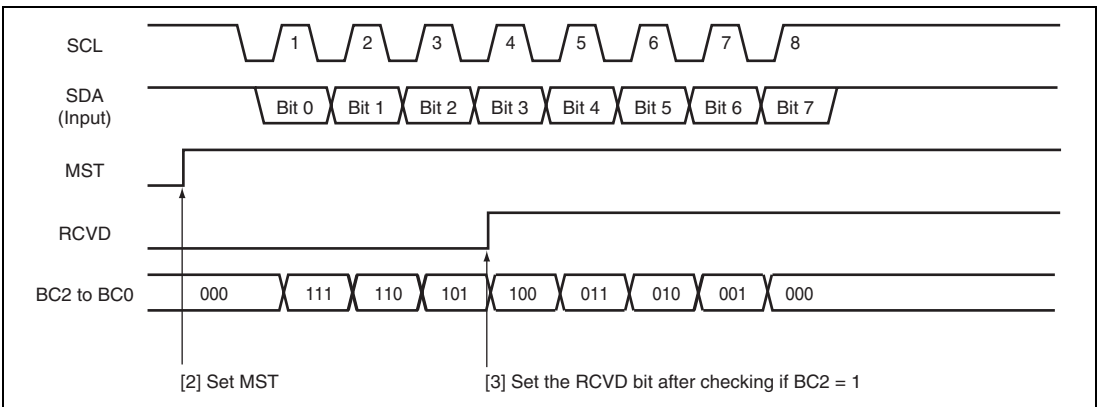 SCL 1 2 3 4 5 6 7 8
SDA
(Input) Bit 0 Bit 1 Bit 2 Bit 3 Bit 4 Bit 5 Bit 6 Bit 7
MST
RCVD
BC2 to BC0 000 111 110 101 100 011 010 001 000
[2] Set MST [3] Set the RCVD bit after checking if BC2 = 1